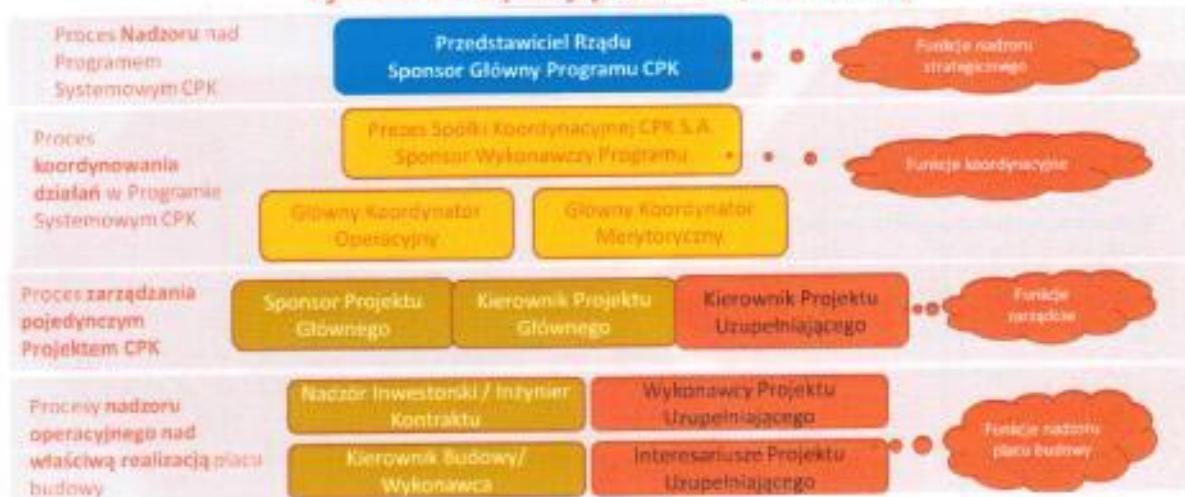 Proces Nadzoru nad
Programem
Systemowym CPK
Przedstawiciel Rządu
Sponsor Główny Programu CPK
Funkcje nadzoru
strategicznego
Proces
koordynowania
działań w Programie
Systemowym CPK
Prezes Spółki Koordynacyjnej CPK S.A.
Sponsor Wykonawczy Programu
Funkcje koordynacyjne
Główny Koordynator
Operacyjny
Główny Koordynator
Merytoryczny
Proces zarządzania
pojedynczym
Projektem CPK
Sponsor Projektu
Głównego
Kierownik Projektu
Głównego
Kierownik Projektu
Uzupełniającego
Funkcje
zarządcze
Procesy nadzoru
operacyjnego nad
właściwą realizacją placu
budowy
Nadzór Inwestorski / Inżynier
Kontraktu
Wykonawcy Projektu
Uzupełniającego
Kierownik Budowy/
Wykonawca
Interesariusze Projektu
Uzupełniającego
Funkcje nadzoru
placu budowy